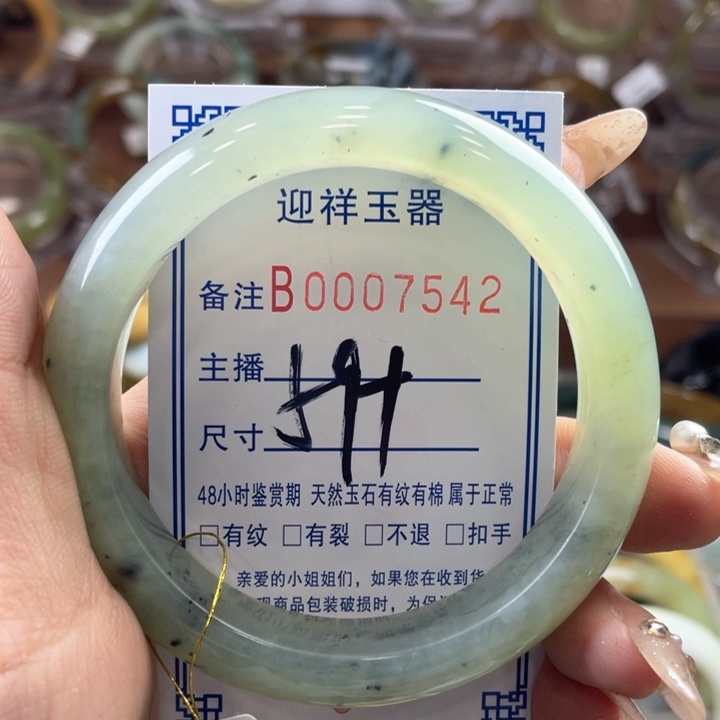 迎祥玉器
备注B0007542
主播
尺寸
48小时鉴赏期 天然玉石有纹有棉 属于正常
□有纹 □有裂 □不退 □扣手
亲爱的小姐姐们，如果您在收到货
现商品包装破损时，为保